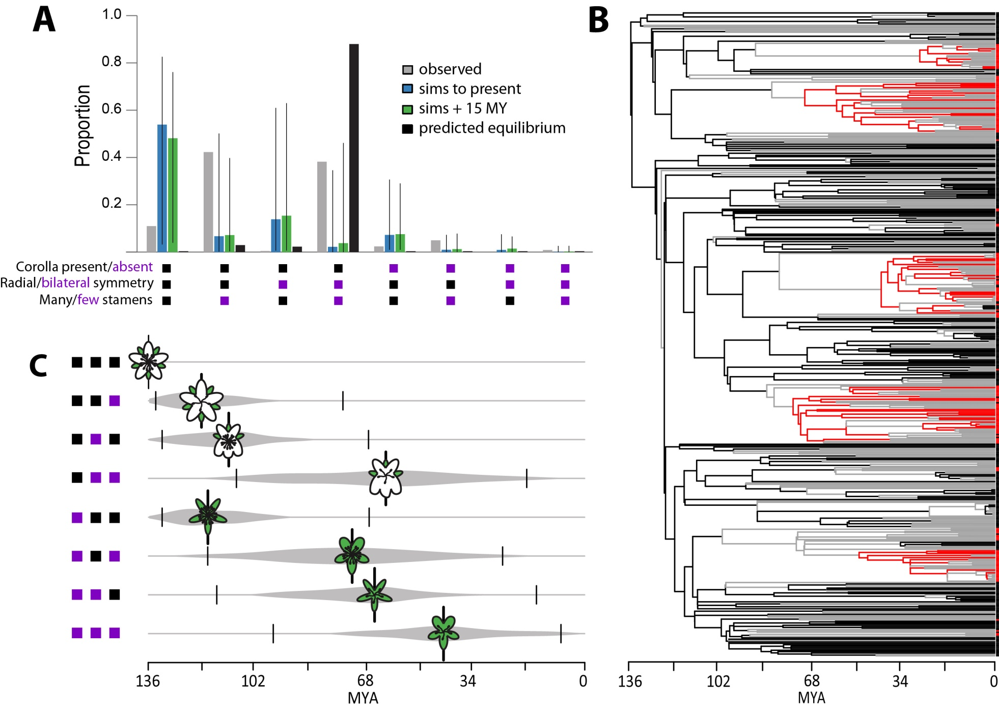 A
1.0
0.8
0.6
0.4
0.2
Proportion
observed
sims to present
sims + 15 MY
predicted equilibrium
Corolla present/absent
Radial/bilateral symmetry
Many/few stamens
B
136 102 68 34 0
MYA
C
136 102 68 34 0
MYA